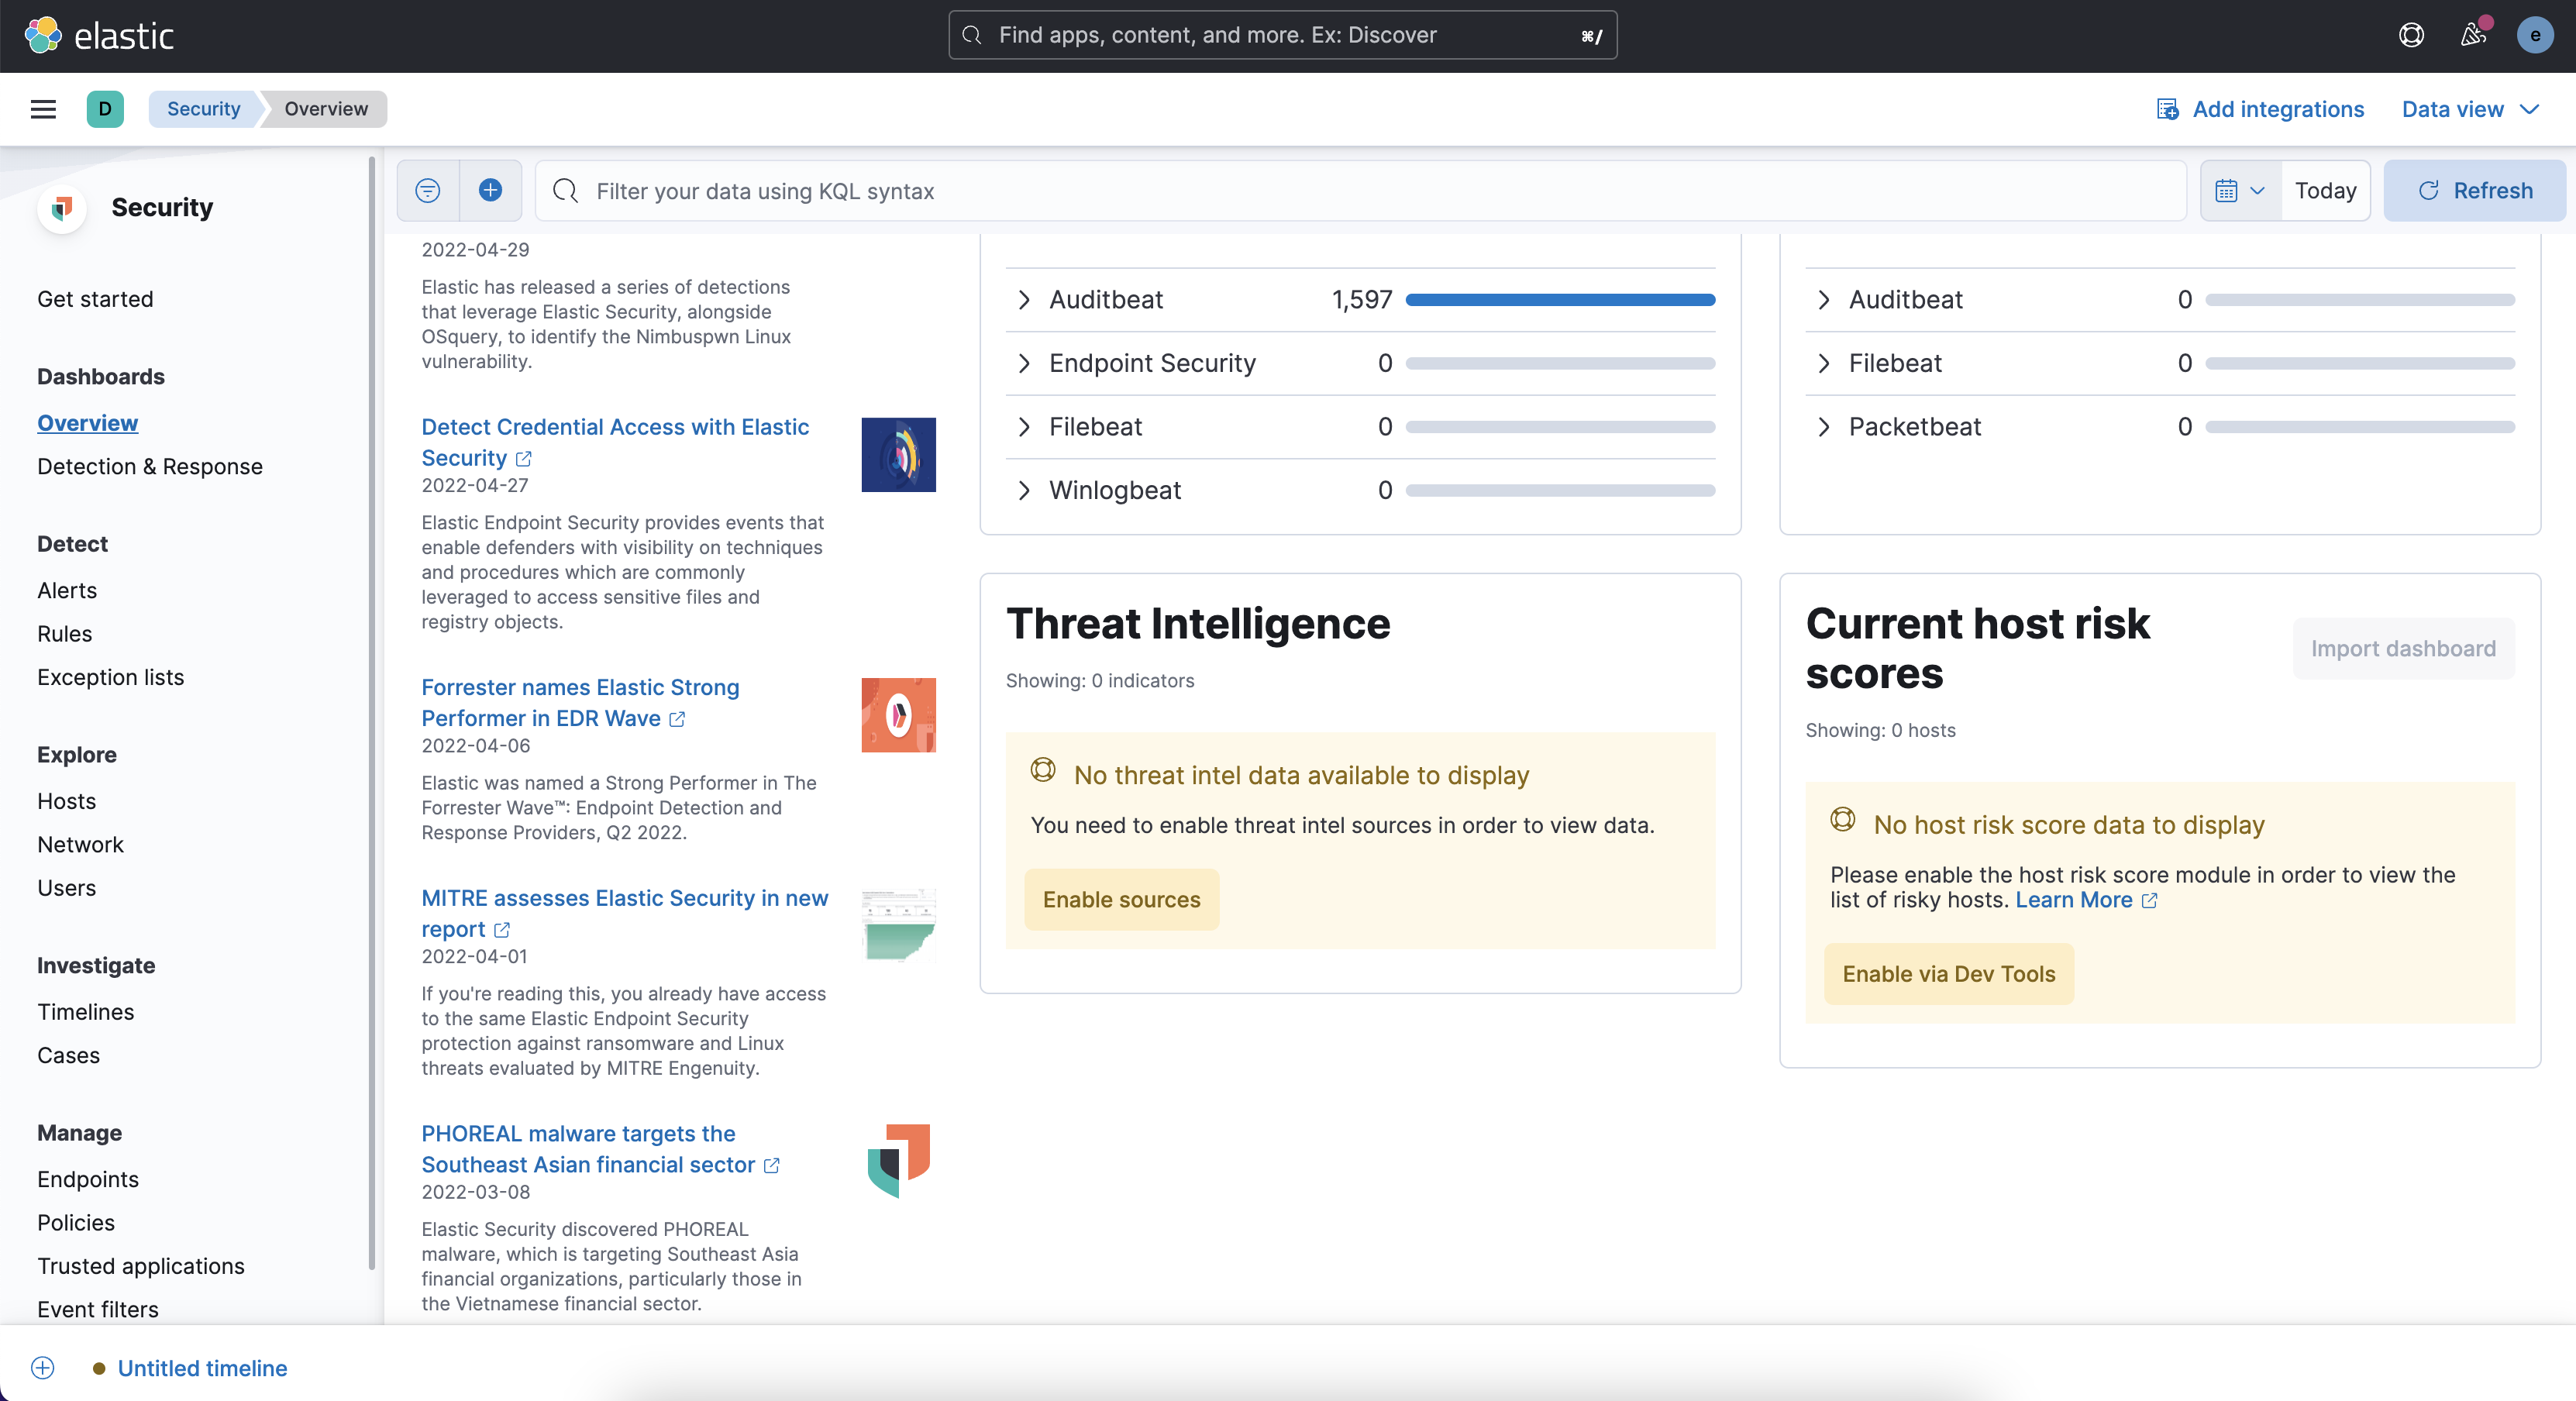 elastic
Find apps, content, and more. Ex: Discover
⌘/
e
D
Security
Overview
Add integrations
Data view
Security
Get started
Dashboards
Overview
Detection & Response
Detect
Alerts
Rules
Exception lists
Explore
Hosts
Network
Users
Investigate
Timelines
Cases
Manage
Endpoints
Policies
Trusted applications
Event filters
Filter your data using KQL syntax
Today
Refresh
2022-04-29
Elastic has released a series of detections
that leverage Elastic Security, alongside
OSquery, to identify the Nimbuspwn Linux
vulnerability.
Detect Credential Access with Elastic
Security
2022-04-27
Elastic Endpoint Security provides events that
enable defenders with visibility on techniques
and procedures which are commonly
leveraged to access sensitive files and
registry objects.
Forrester names Elastic Strong
Performer in EDR Wave
2022-04-06
Elastic was named a Strong Performer in The
Forrester Wave™: Endpoint Detection and
Response Providers, Q2 2022.
MITRE assesses Elastic Security in new
report
2022-04-01
If you're reading this, you already have access
to the same Elastic Endpoint Security
protection against ransomware and Linux
threats evaluated by MITRE Engenuity.
PHOREAL malware targets the
Southeast Asian financial sector
2022-03-08
Elastic Security discovered PHOREAL
malware, which is targeting Southeast Asia
financial organizations, particularly those in
the Vietnamese financial sector.
Auditbeat 1,597
Endpoint Security 0
Filebeat 0
Winlogbeat 0
Auditbeat 0
Filebeat 0
Packetbeat 0
Threat Intelligence
Showing: 0 indicators
No threat intel data available to display
You need to enable threat intel sources in order to view data.
Enable sources
Current host risk
scores
Import dashboard
Showing: 0 hosts
No host risk score data to display
Please enable the host risk score module in order to view the
list of risky hosts. Learn More
Enable via Dev Tools
Untitled timeline